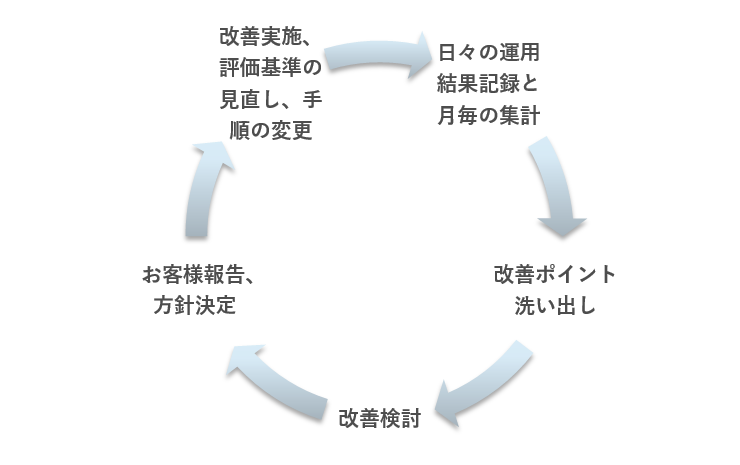 改善実施、
評価基準の
見直し、手
順の変更
日々の運用
結果記録と
月毎の集計
改善ポイント
洗い出し
改善検討
お客様報告、
方針決定